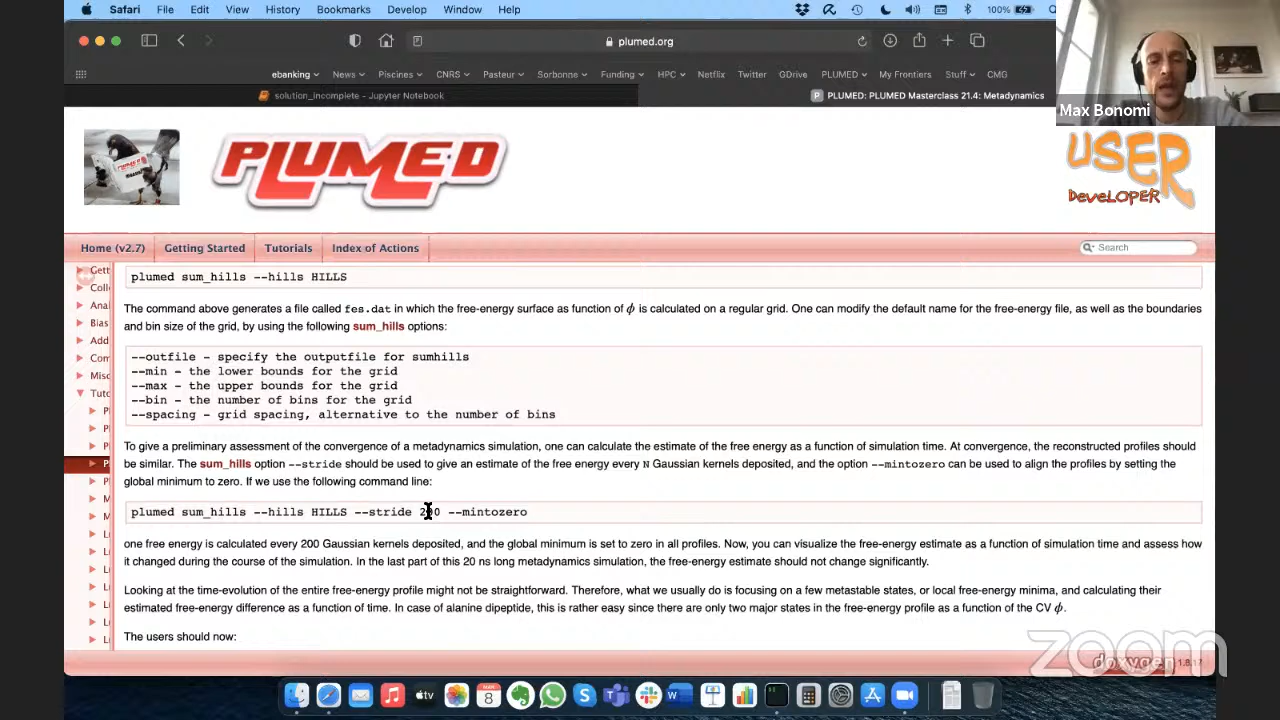 Safari File Edit View History Bookmarks Develop Window Help 100%
plumed.org
ebanking News Piscines CNRS Pasteur Sorbonne Funding HPC Netflix Twitter GDrive PLUMED My Frontiers Stuff CMG
solution_incomplete – Jupyter Notebook
P PLUMED: PLUMED Masterclass 21.4: Metadynamics
Max Bonomi
PLUMED
USER
DEVELOPER
Home (v2.7) Getting Started Tutorials Index of Actions Search
Gett
Coll
Ana
Bias
Add
Con
Misc
Tuto
plumed sum_hills --hills HILLS
The command above generates a file called fes.dat in which the free-energy surface as function of ϕ is calculated on a regular grid. One can modify the default name for the free-energy file, as well as the boundaries
and bin size of the grid, by using the following sum_hills options:
--outfile - specify the outputfile for sumhills
--min - the lower bounds for the grid
--max - the upper bounds for the grid
--bin - the number of bins for the grid
--spacing - grid spacing, alternative to the number of bins
To give a preliminary assessment of the convergence of a metadynamics simulation, one can calculate the estimate of the free energy as a function of simulation time. At convergence, the reconstructed profiles should
be similar. The sum_hills option --stride should be used to give an estimate of the free energy every N Gaussian kernels deposited, and the option --mintozero can be used to align the profiles by setting the
global minimum to zero. If we use the following command line:
plumed sum_hills --hills HILLS --stride 200 --mintozero
one free energy is calculated every 200 Gaussian kernels deposited, and the global minimum is set to zero in all profiles. Now, you can visualize the free-energy estimate as a function of simulation time and assess how
it changed during the course of the simulation. In the last part of this 20 ns long metadynamics simulation, the free-energy estimate should not change significantly.
Looking at the time-evolution of the entire free-energy profile might not be straightforward. Therefore, what we usually do is focusing on a few metastable states, or local free-energy minima, and calculating their
estimated free-energy difference as a function of time. In case of alanine dipeptide, this is rather easy since there are only two major states in the free-energy profile as a function of the CV ϕ.
The users should now:
zoom
doxygen 1.8.17
tv
8